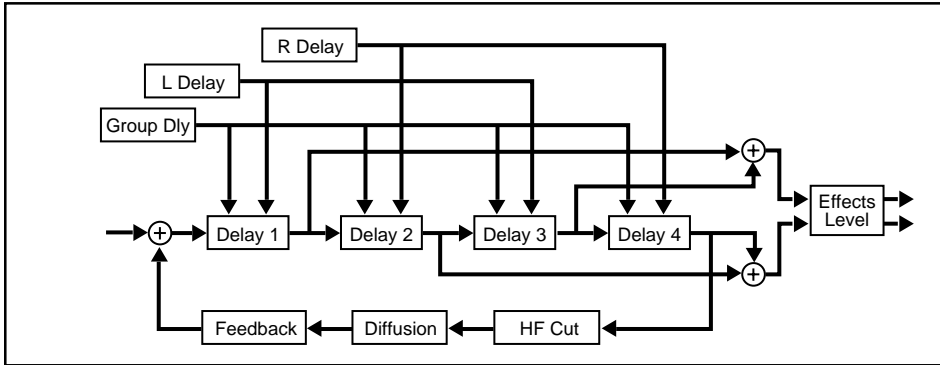 R Delay
L Delay
Group Dly
+
Effects
Level
+
Delay 1
Delay 2
Delay 3
Delay 4
+
Feedback
Diffusion
HF Cut